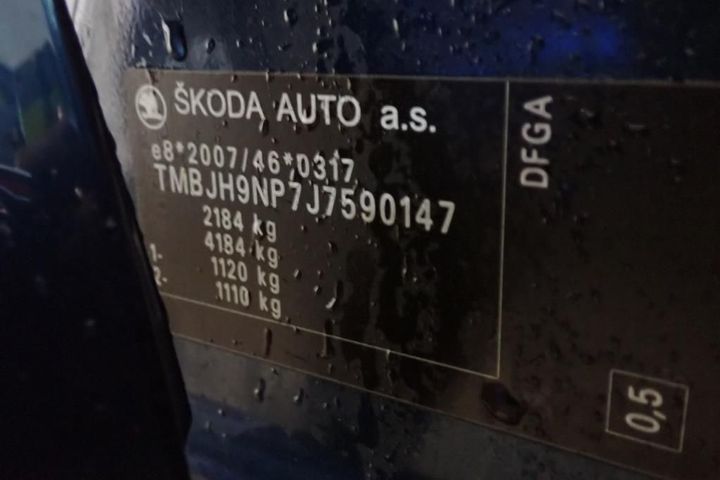 ŠKODA AUTO a.s.
e8*2007/46*0317
TMBJH9NP7J7590147
2184 kg
4184 kg
1- 1120 kg
2- 1110 kg
DFGA
0,5